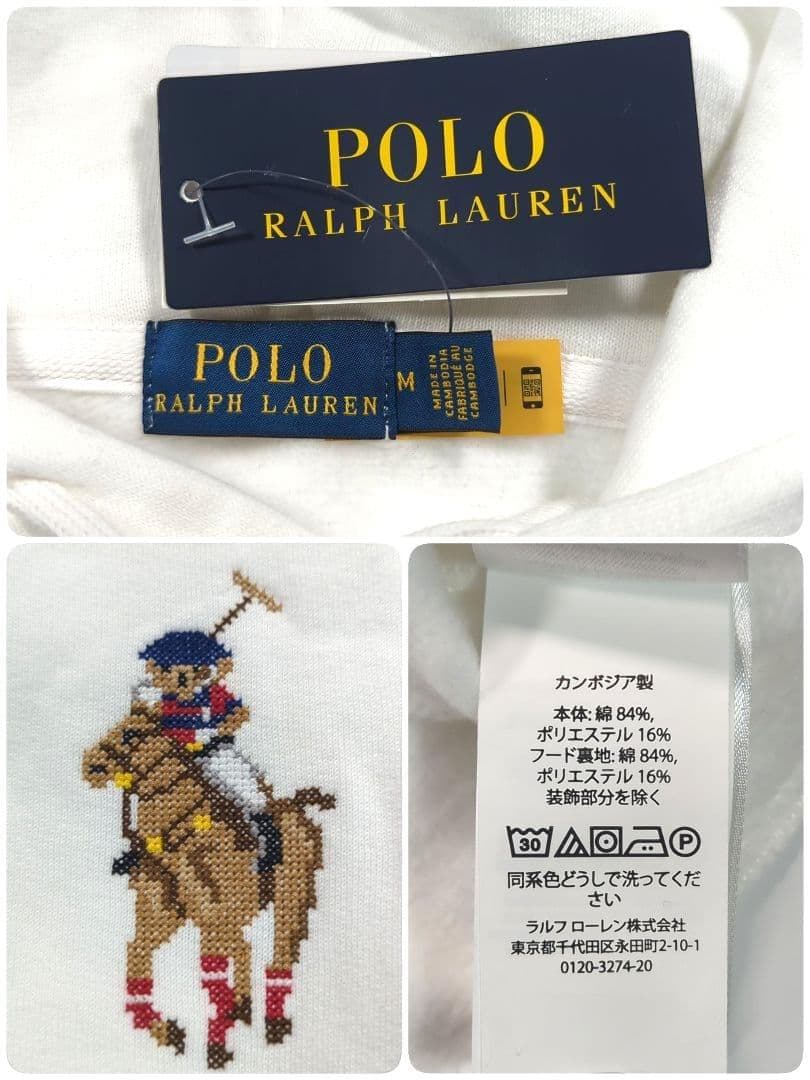 POLO
RALPH LAUREN
POLO
RALPH LAUREN
M
MADE IN
CAMBODIA
FABRIQUÉ AU
CAMBODGE
カンボジア製
本体: 綿 84%,
ポリエステル 16%
フード裏地: 綿 84%,
ポリエステル 16%
装飾部分を除く
30 P
同系色どうしで洗ってくだ
さい
ラルフ ローレン株式会社
東京都千代田区永田町2-10-1
0120-3274-20